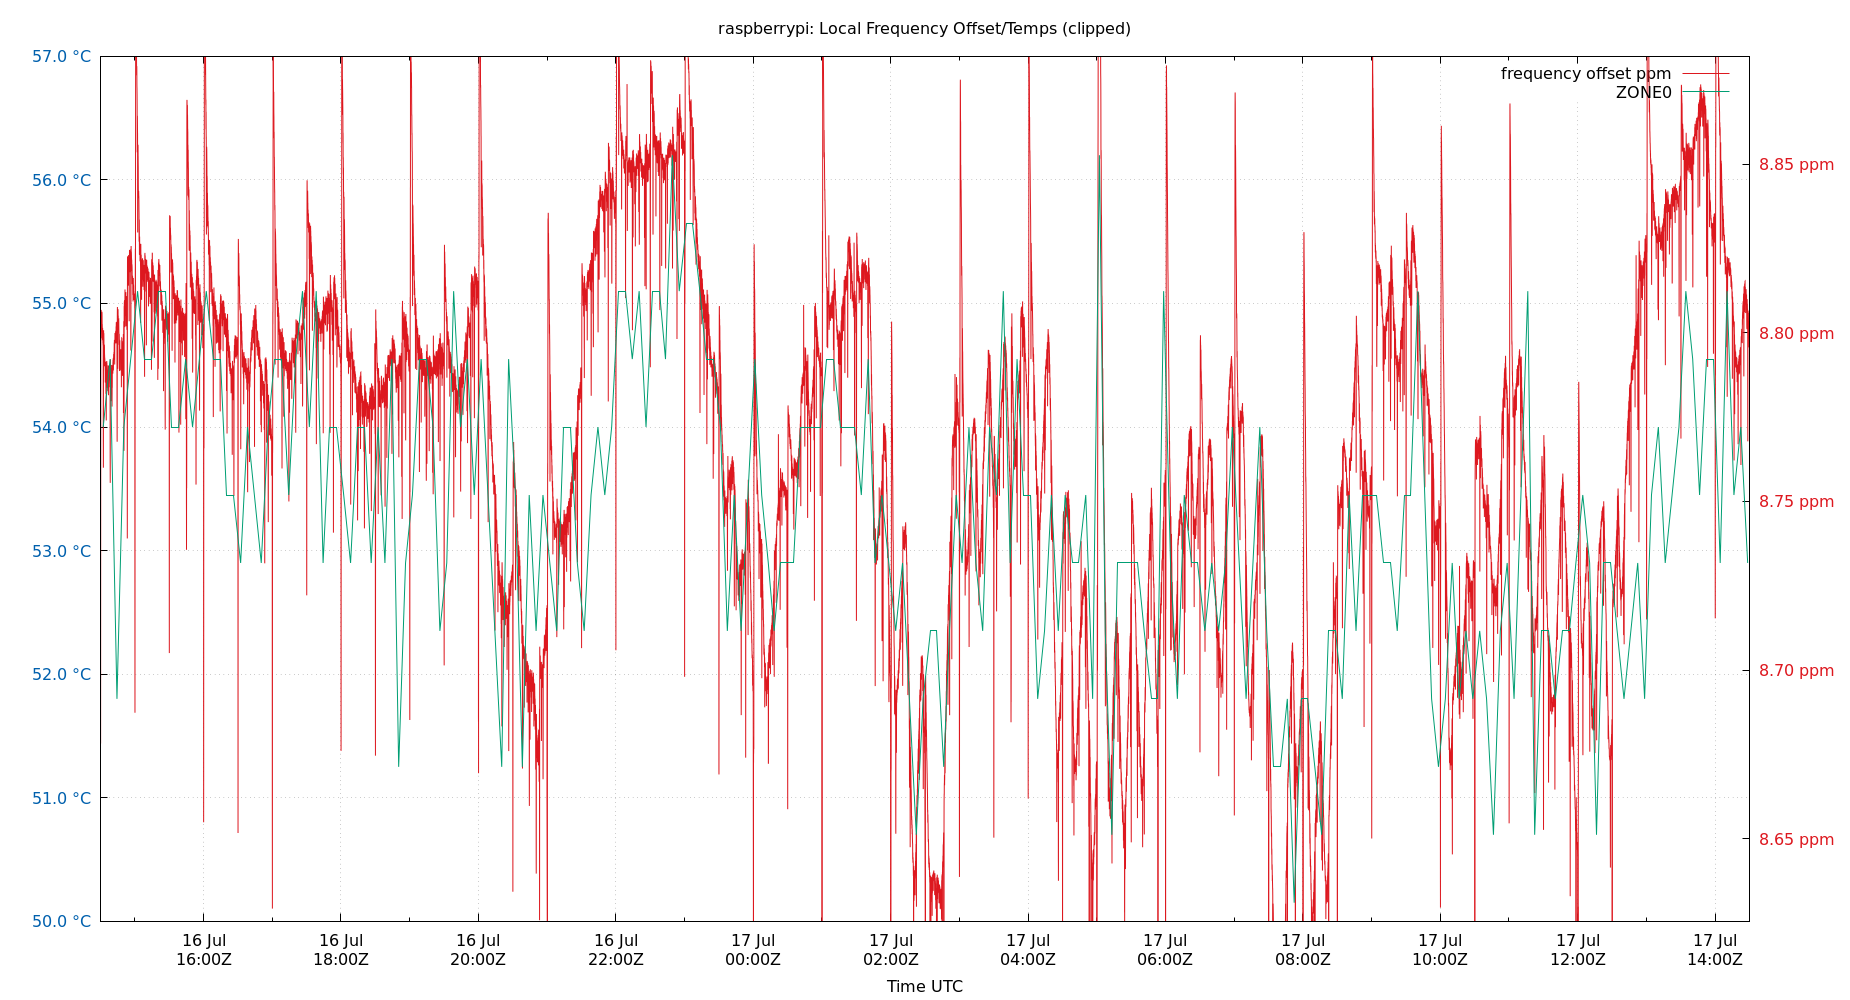 raspberrypi: Local Frequency Offset/Temps (clipped)
57.0 °C
56.0 °C
55.0 °C
54.0 °C
53.0 °C
52.0 °C
51.0 °C
50.0 °C
frequency offset ppm
ZONE0
8.85 ppm
8.80 ppm
8.75 ppm
8.70 ppm
8.65 ppm
16 Jul
16:00Z
16 Jul
18:00Z
16 Jul
20:00Z
16 Jul
22:00Z
17 Jul
00:00Z
17 Jul
02:00Z
17 Jul
04:00Z
17 Jul
06:00Z
17 Jul
08:00Z
17 Jul
10:00Z
17 Jul
12:00Z
17 Jul
14:00Z
Time UTC